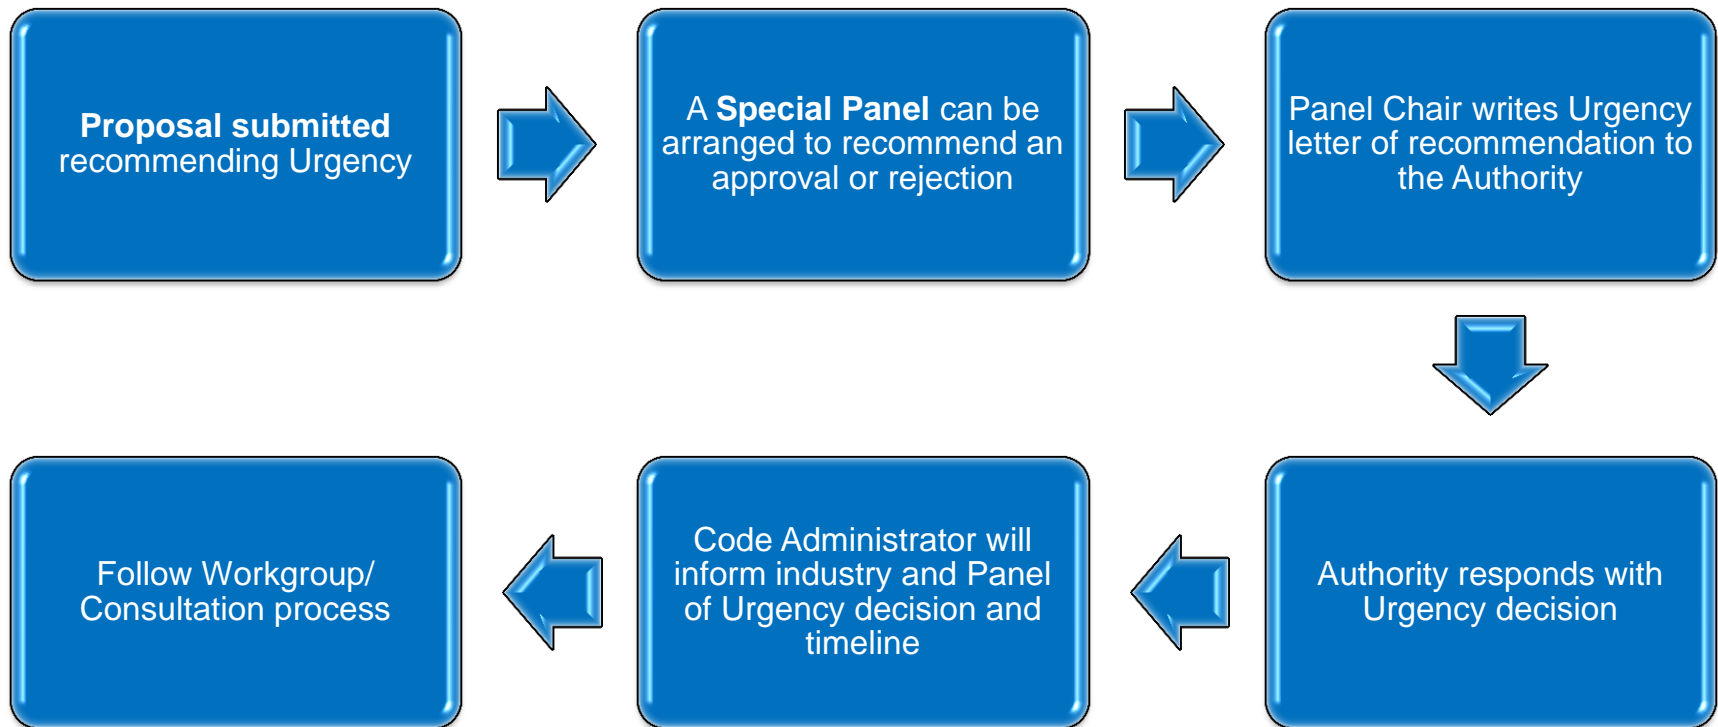 Proposal submitted
recommending Urgency
A Special Panel can be
arranged to recommend an
approval or rejection
Panel Chair writes Urgency
letter of recommendation to
the Authority
Authority responds with
Urgency decision
Code Administrator will
inform industry and Panel
of Urgency decision and
timeline
Follow Workgroup/
Consultation process